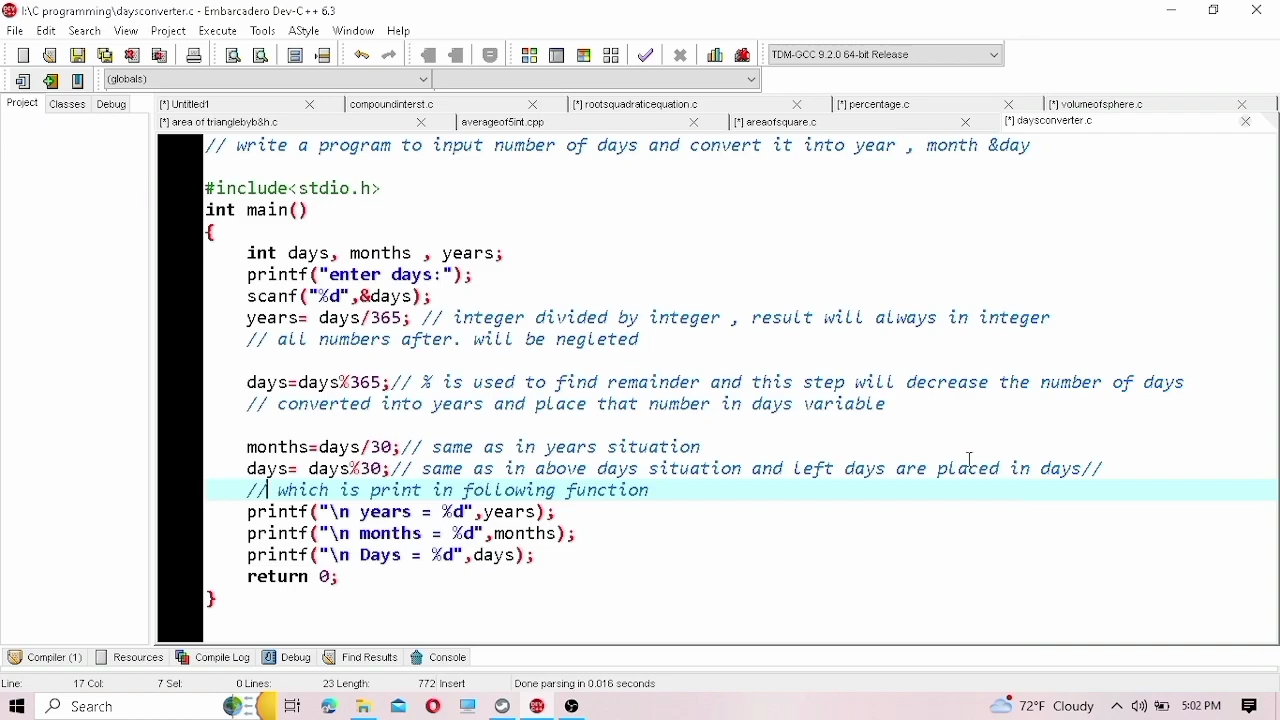 I:\C programming\daysconverter.c - Embarcadero Dev-C++ 6.3
File Edit Search View Project Execute Tools AStyle Window Help
TDM-GCC 9.2.0 64-bit Release
(globals)
Project Classes Debug
[*] Untitled1 compoundinterst.c [*] rootsquadraticequation.c [*] percentage.c [*] volumeofsphere.c
[*] area of trianglebyb&h.c averageof5int.cpp [*] areaofsquare.c [*] daysconverter.c
// write a program to input number of days and convert it into year , month &day
#include<stdio.h>
int main()
{
int days, months , years;
printf("enter days:");
scanf("%d",&days);
years= days/365; // integer divided by integer , result will always in integer
// all numbers after. will be negleted
days=days%365;// % is used to find remainder and this step will decrease the number of days
// converted into years and place that number in days variable
months=days/30;// same as in years situation
days= days%30;// same as in above days situation and left days are placed in days//
// which is print in following function
printf("\n years = %d",years);
printf("\n months = %d",months);
printf("\n Days = %d",days);
return 0;
}
Compiler (1) Resources Compile Log Debug Find Results Console
Line: 17 Col: 7 Sel: 0 Lines: 23 Length: 772 Insert Done parsing in 0.016 seconds
Search 72°F Cloudy 5:02 PM